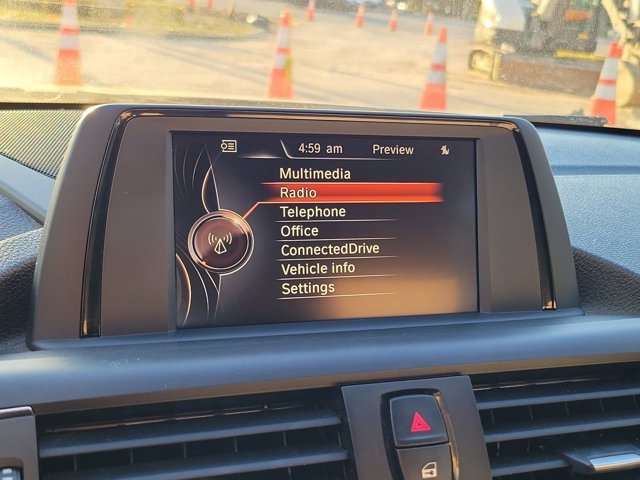 4:59 am Preview
Multimedia
Radio
Telephone
Office
ConnectedDrive
Vehicle info
Settings